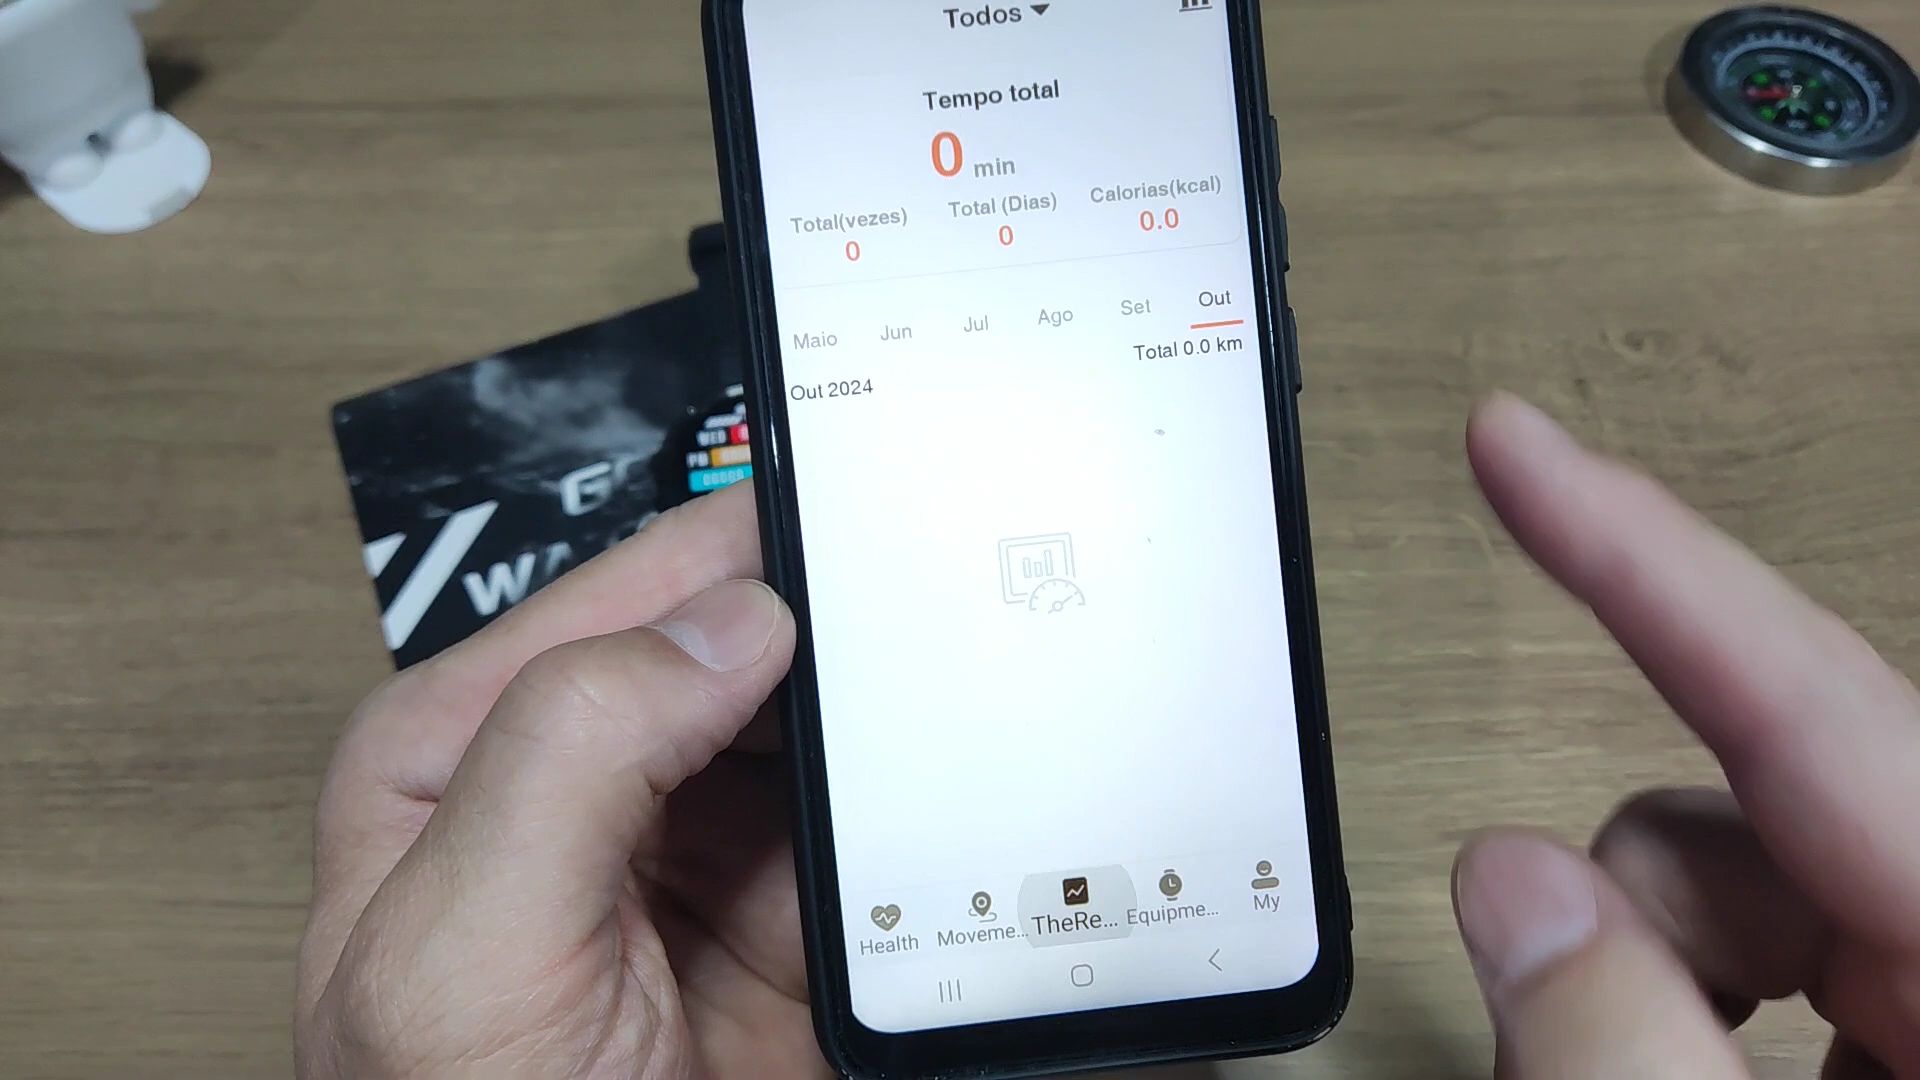 Todos
Tempo total
0 min
Total(vezes) Total (Dias) Calorias(kcal)
0 0 0.0
Maio Jun Jul Ago Set Out
Total 0.0 km
Out 2024
Health Moveme... TheRe... Equipme... My
WED